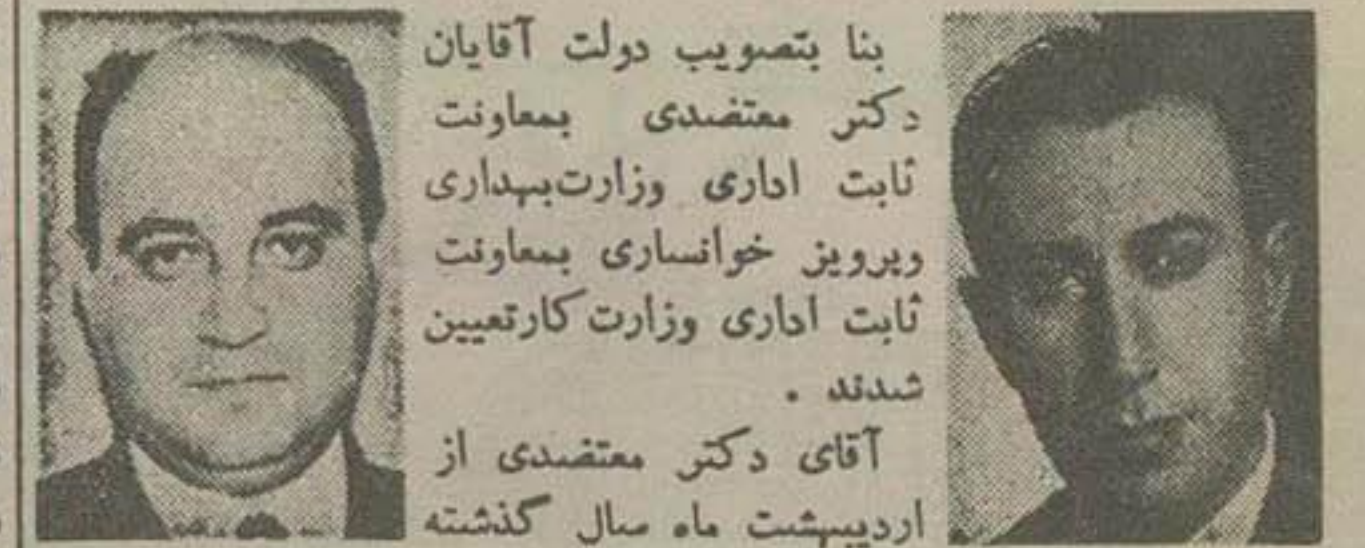 بنا بتصویب دولت آقایان
دکتر معتضدی بمعاونت
ثابت اداری وزارت‌بهداری
وپرویز خوانساری بمعاونت
ثابت اداری وزارت کارتعیین
شدند .
آقای دکتر معتضدی از
اردیبهشت ماه سال گذشته